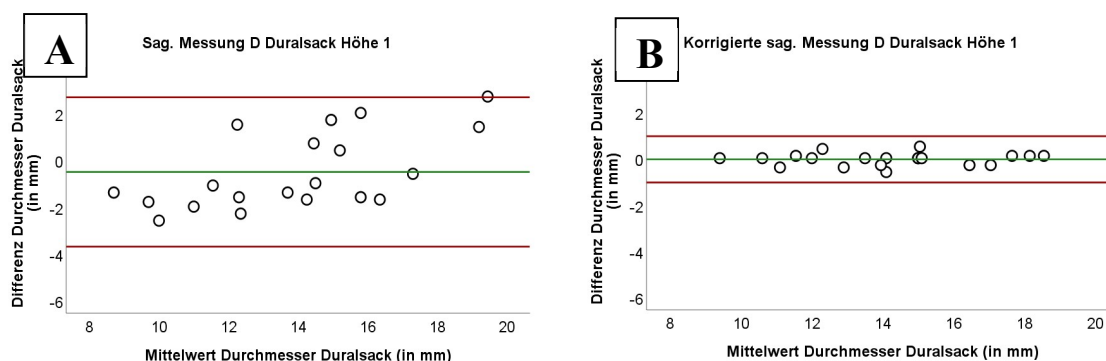 A
Sag. Messung D Duralsack Höhe 1
Differenz Durchmesser Duralsack
(in mm)
2
0
-2
-4
-6
8 10 12 14 16 18 20
Mittelwert Durchmesser Duralsack (in mm)
B
Korrigierte sag. Messung D Duralsack Höhe 1
Differenz Durchmesser Duralsack
(in mm)
2
0
-2
-4
-6
8 10 12 14 16 18 20
Mittelwert Durchmesser Duralsack (in mm)